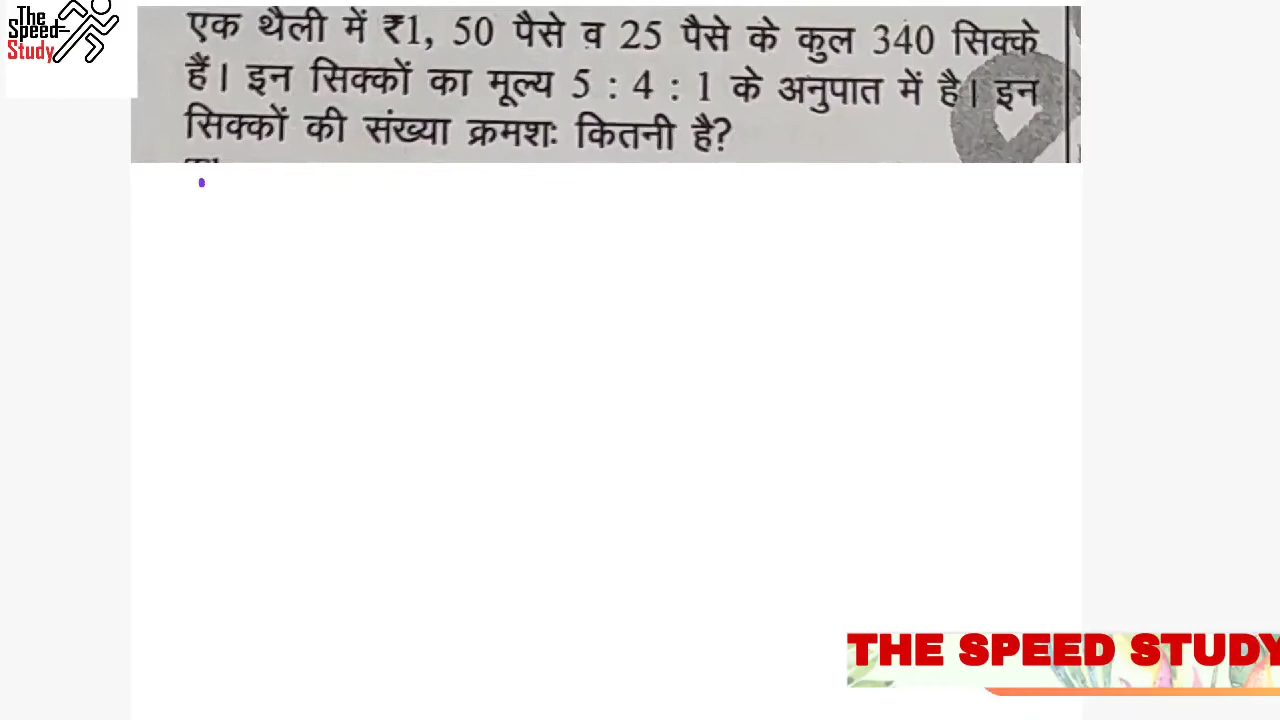 The
Speed
Study
एक थैली में ₹1, 50 पैसे व 25 पैसे के कुल 340 सिक्के
हैं। इन सिक्कों का मूल्य 5 : 4 : 1 के अनुपात में है। इन
सिक्कों की संख्या क्रमशः कितनी है?
THE SPEED STUDY